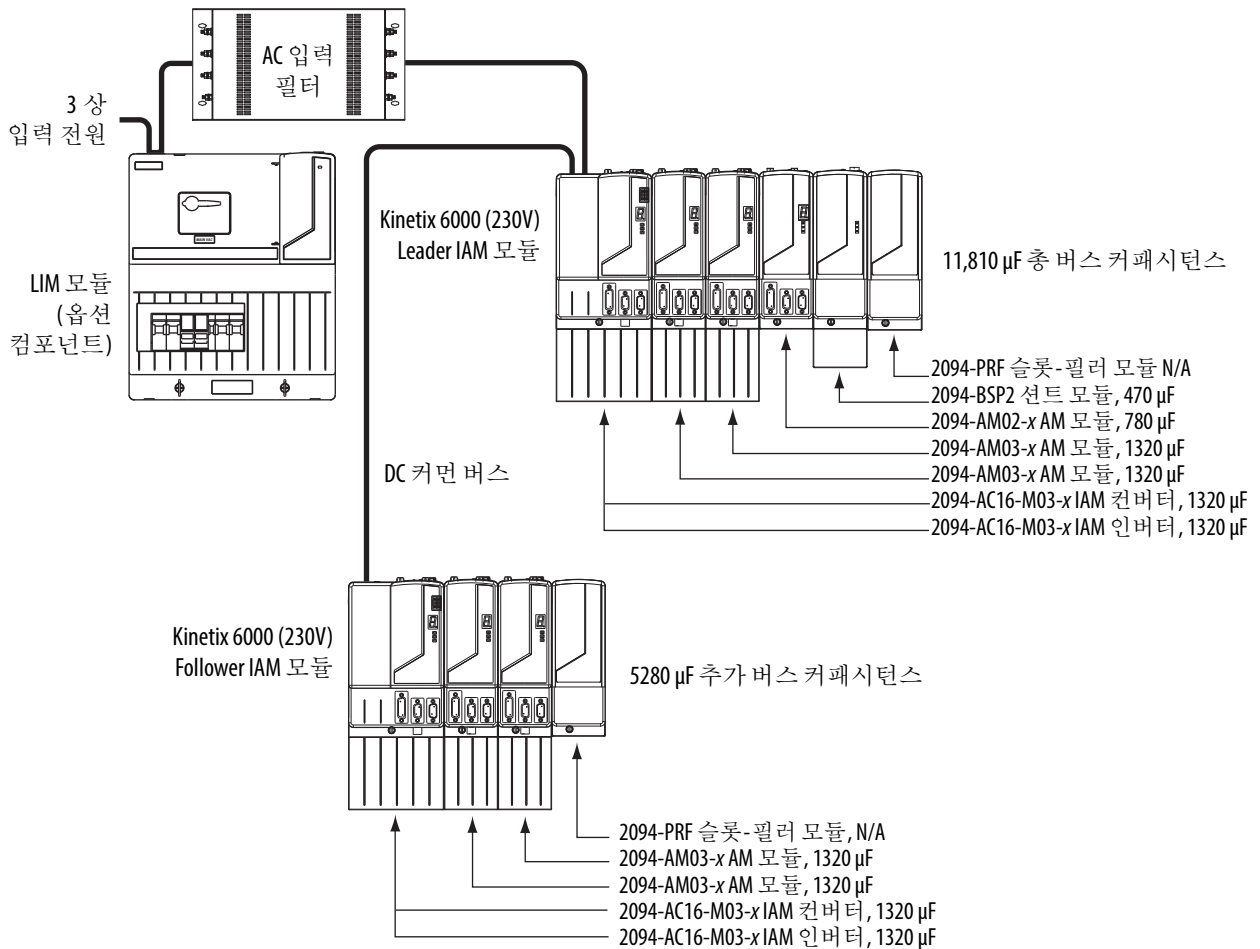 AC 입력
필터
3 상
입력 전원
LIM 모듈
(옵션
컴포넌트)
Kinetix 6000 (230V)
Leader IAM 모듈
11,810 µF 총 버스 커패시턴스
2094-PRF 슬롯-필러 모듈 N/A
2094-BSP2 션트 모듈, 470 µF
2094-AM02-x AM 모듈, 780 µF
2094-AM03-x AM 모듈, 1320 µF
2094-AM03-x AM 모듈, 1320 µF
2094-AC16-M03-x IAM 컨버터, 1320 µF
2094-AC16-M03-x IAM 인버터, 1320 µF
DC 커먼 버스
Kinetix 6000 (230V)
Follower IAM 모듈
5280 µF 추가 버스 커패시턴스
2094-PRF 슬롯-필러 모듈, N/A
2094-AM03-x AM 모듈, 1320 µF
2094-AM03-x AM 모듈, 1320 µF
2094-AC16-M03-x IAM 컨버터, 1320 µF
2094-AC16-M03-x IAM 인버터, 1320 µF